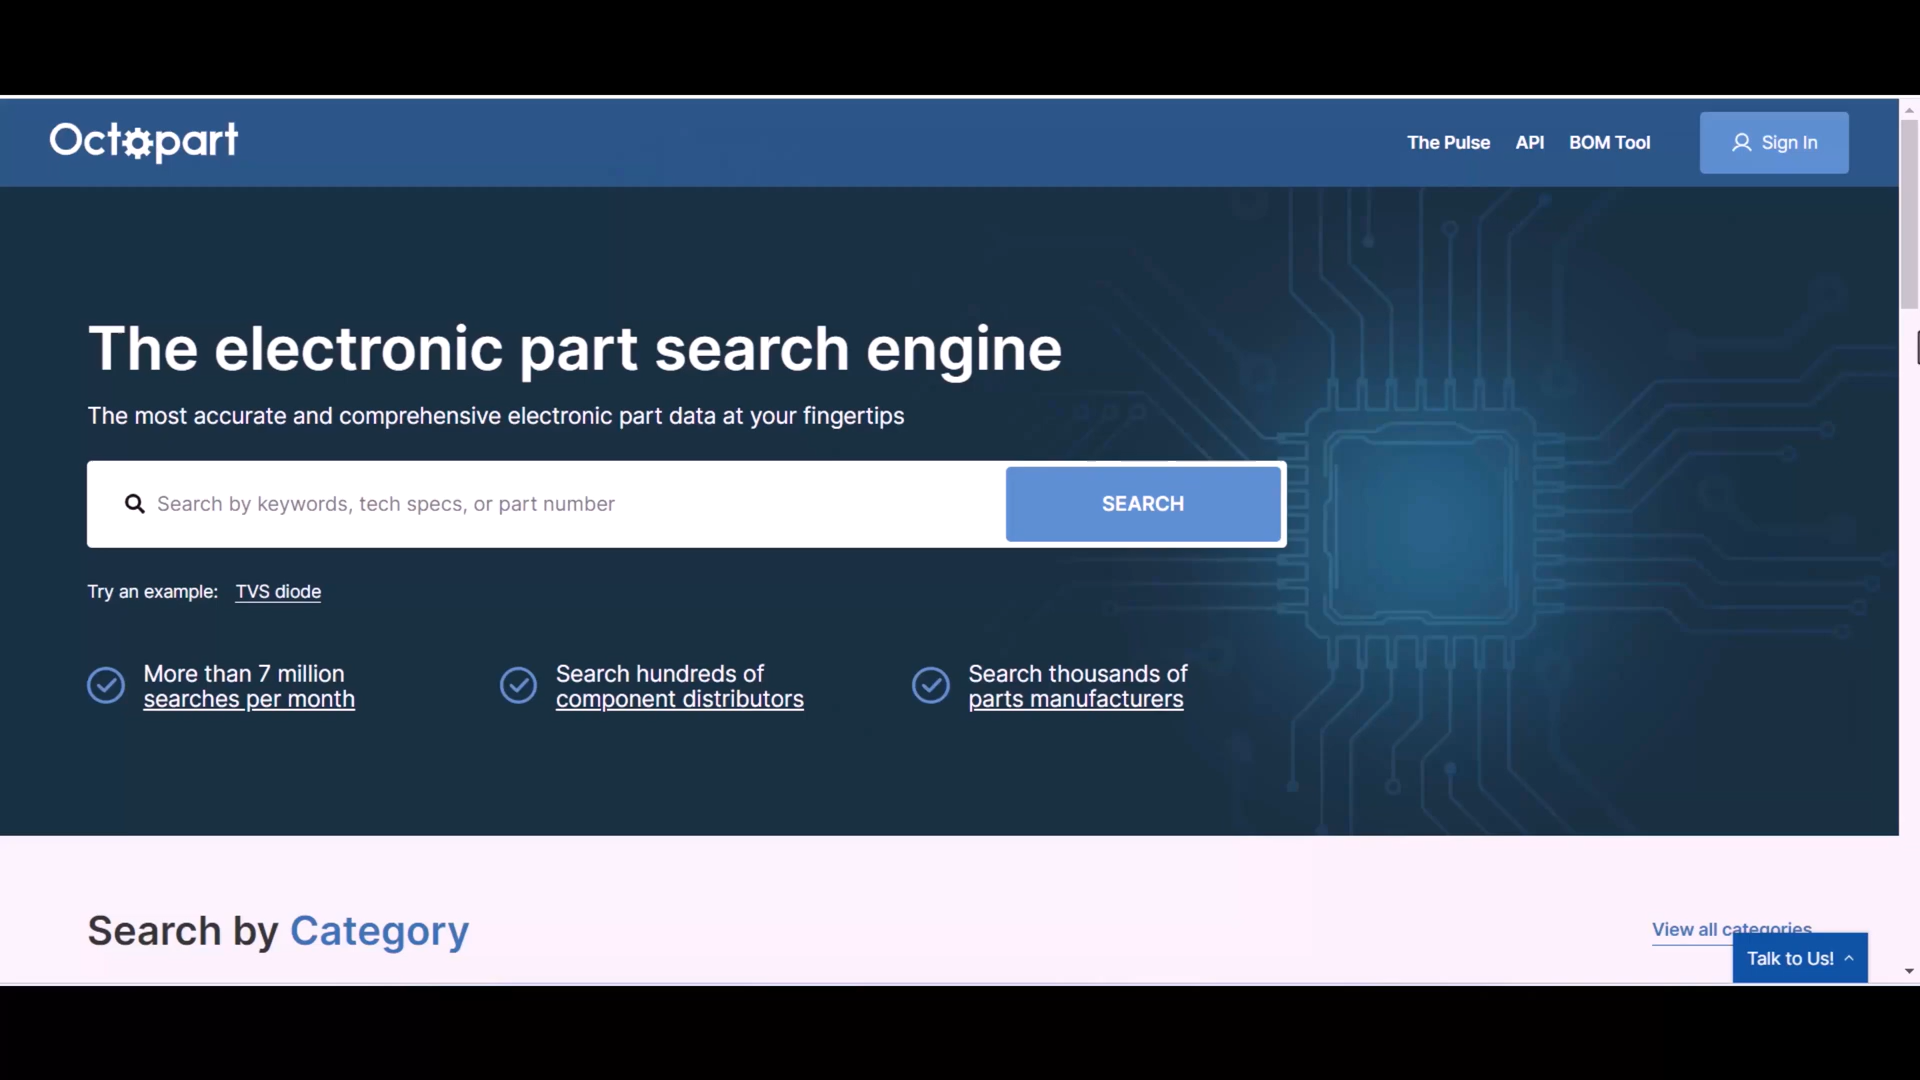 Octopart
The Pulse API BOM Tool Sign In
The electronic part search engine
The most accurate and comprehensive electronic part data at your fingertips
Search by keywords, tech specs, or part number SEARCH
Try an example: TVS diode
More than 7 million
searches per month
Search hundreds of
component distributors
Search thousands of
parts manufacturers
Search by Category
View all categories
Talk to Us!